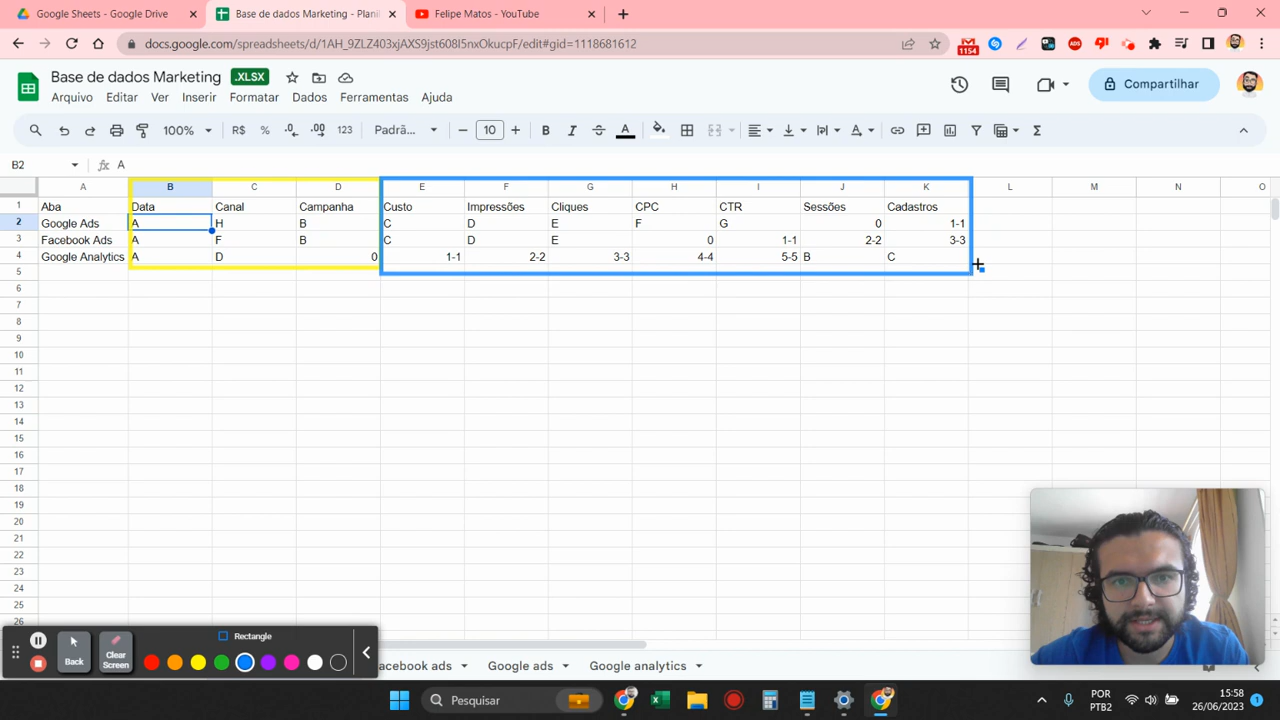 Google Sheets - Google Drive
Base de dados Marketing - Planil
Felipe Matos - YouTube
docs.google.com/spreadsheets/d/1AH_9ZLZ403xjAXS9jst608I5nxOkucpF/edit#gid=1118681612
1154
ADS
Base de dados Marketing
.XLSX
Arquivo Editar Ver Inserir Formatar Dados Ferramentas Ajuda
Compartilhar
100% R$ % .0 .00 123 Padrã... 10 B I S A
B2 fx A
A B C D E F G H I J K L M N O
1 Aba Data Canal Campanha Custo Impressões Cliques CPC CTR Sessões Cadastros
2 Google Ads A H B C D E F G 0 1-1
3 Facebook Ads A F B C D E 0 1-1 2-2 3-3
4 Google Analytics A D 0 1-1 2-2 3-3 4-4 5-5 B C
5
6
7
8
9
10
11
12
13
14
15
16
17
18
19
20
21
22
23
24
25
26
Rectangle
Back
Clear Screen
acebook ads
Google ads
Google analytics
Pesquisar
POR
PTB2
15:58
26/06/2023
1